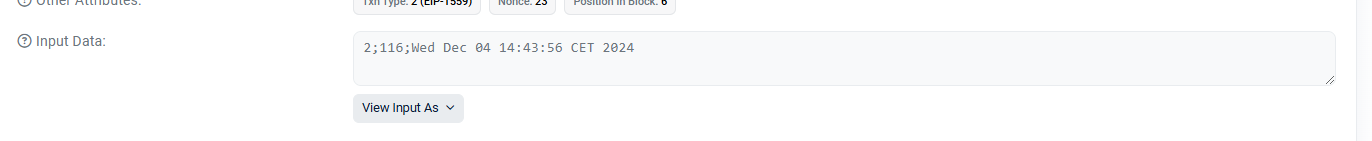 Other Attributes:
Txn Type: 2 (EIP-1559) Nonce: 23 Position In Block: 6
Input Data:
2;116;Wed Dec 04 14:43:56 CET 2024
View Input As